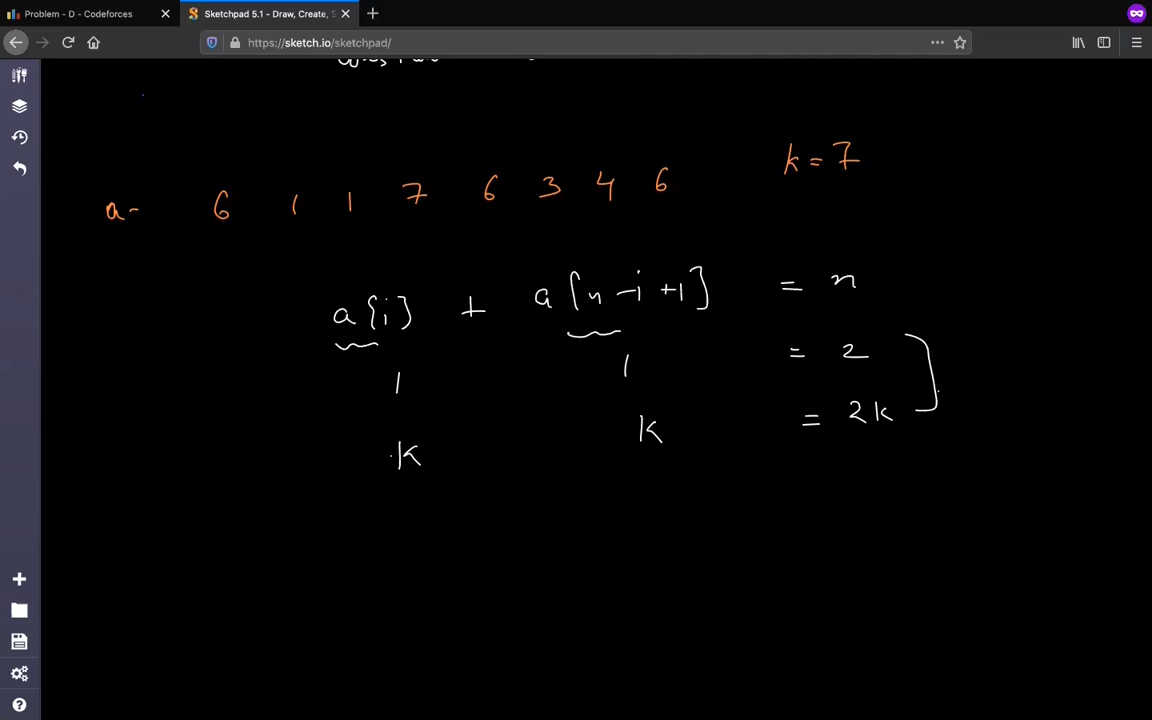 Problem - D - Codeforces
Sketchpad 5.1 - Draw, Create, S
https://sketch.io/sketchpad/
k = 7
a - 6 1 1 7 6 3 4 6
a[i] + a[n-i+1] = n
1 1 = 2
k k = 2k